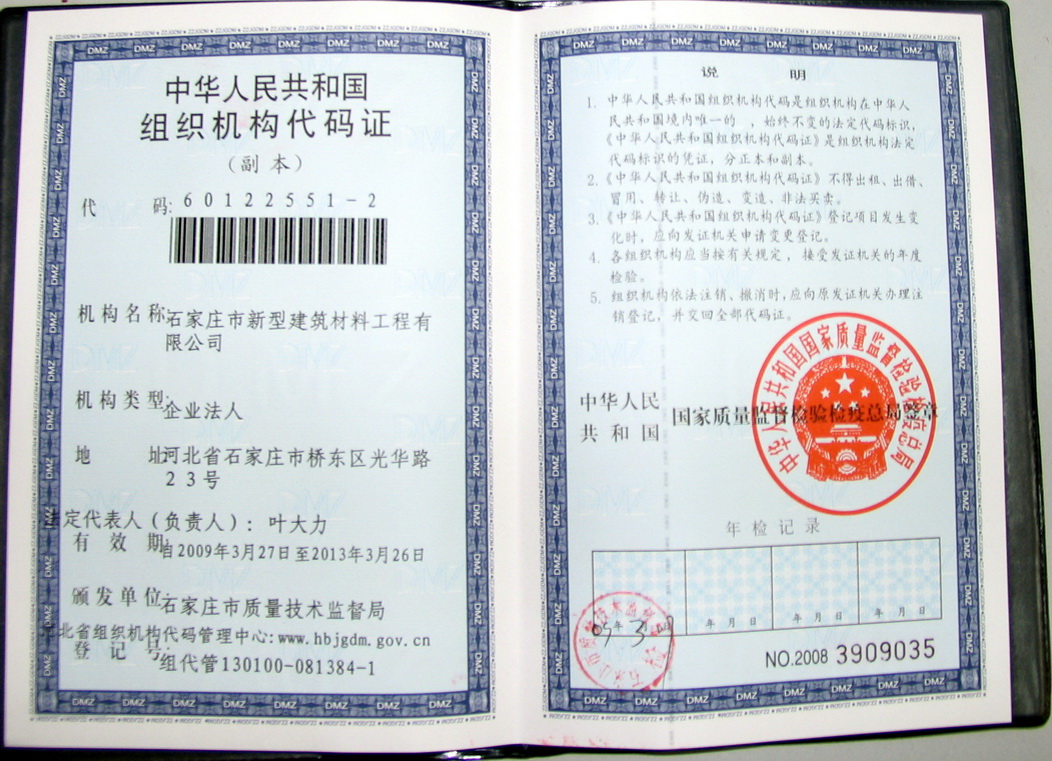 中华人民共和国
组织机构代码证
(副本)
代 码: 60122551-2
机构名称: 石家庄市新型建筑材料工程有
限公司
机构类型: 企业法人
地 址: 河北省石家庄市桥东区光华路
23号
定代表人(负责人): 叶大力
有 效 期: 自2009年3月27日至2013年3月26日
颁发单位: 石家庄市质量技术监督局
北省组织机构代码管理中心:www.hbjgdm.gov.cn
登 记 号: 组代管130100-081384-1
说 明
1. 中华人民共和国组织机构代码是组织机构在中华人
民共和国境内唯一的 、始终不变的法定代码标识,
《中华人民共和国组织机构代码证》是组织机构法定
代码标识的凭证,分正本和副本。
2.《中华人民共和国组织机构代码证》不得出租、出借、
冒用、转让、伪造、变造、非法买卖。
3.《中华人民共和国组织机构代码证》登记项目发生变
化时,应向发证机关申请变更登记。
4. 各组织机构应当按有关规定,接受发证机关的年度
检验。
5. 组织机构依法注销、撤消时,应向原发证机关办理注
销登记,并交回全部代码证。
中华人民
共和国 国家质量监督检验检疫总局签章
中华人民共和国国家质量监督检验检疫总局
年检记录
年 月 日 年 月 日 年 月 日
NO.2008 3909035